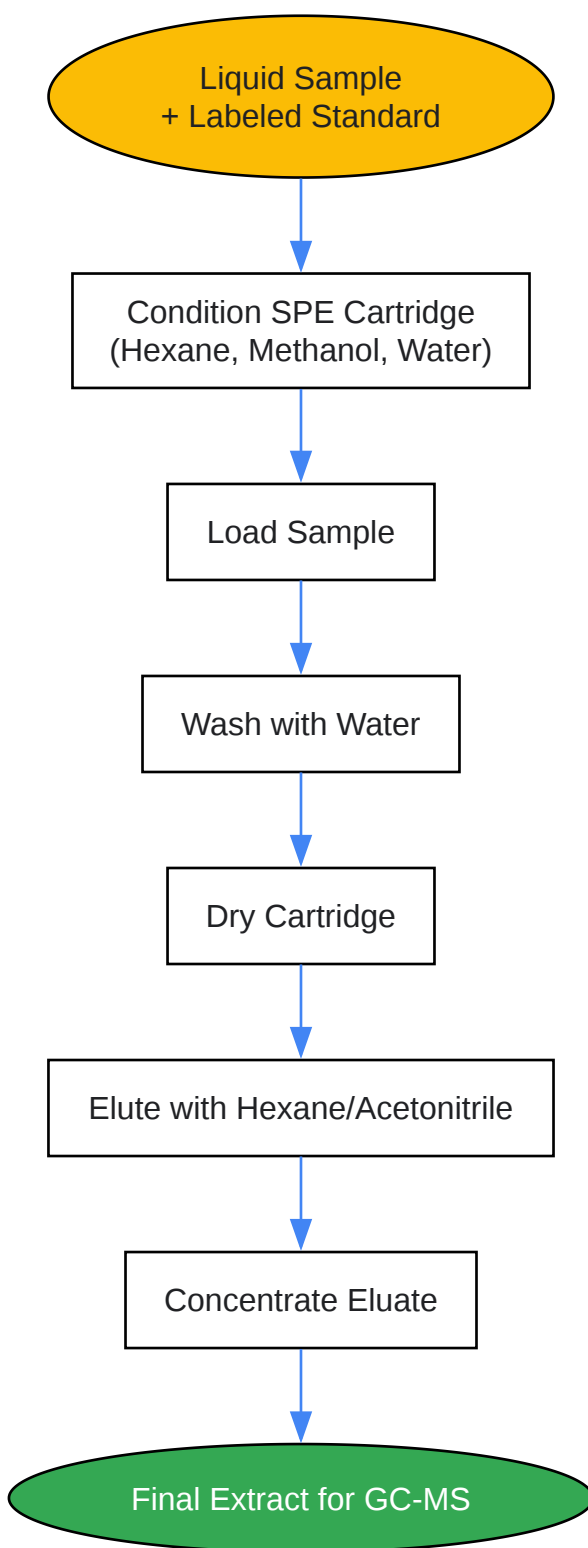 Liquid Sample
+ Labeled Standard
Condition SPE Cartridge
(Hexane, Methanol, Water)
Load Sample
Wash with Water
Dry Cartridge
Elute with Hexane/Acetonitrile
Concentrate Eluate
Final Extract for GC-MS